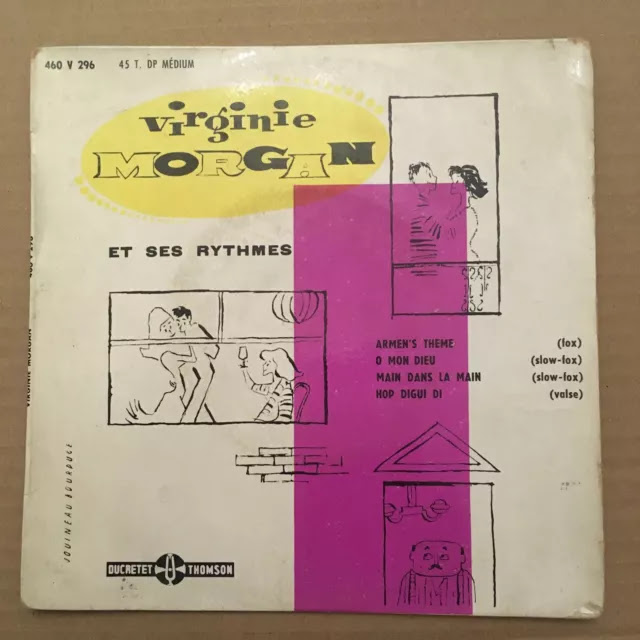 460 V 296 45 T. DP MÉDIUM
Virginie
MORGAN
ET SES RYTHMES
ARMEN'S THEME (fox)
O MON DIEU (slow-fox)
MAIN DANS LA MAIN (slow-fox)
HOP DIGUI DI (valse)
VIRGINIE MORGAN
JOUINEAU BOURDUGE
DUCRETET THOMSON